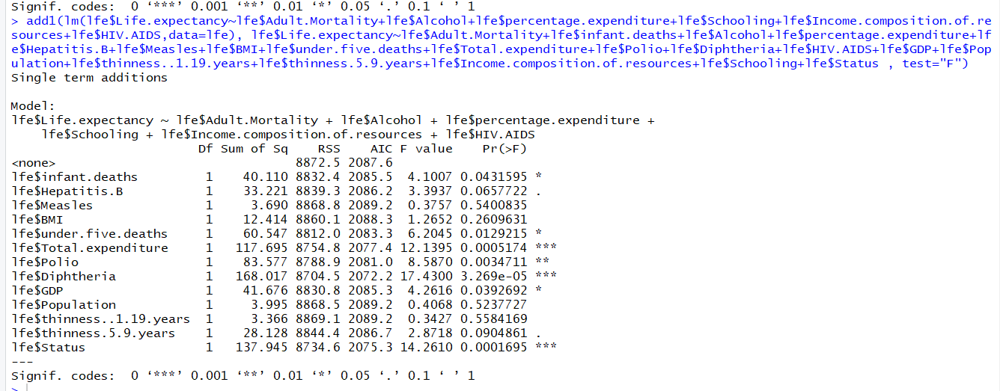 Signif. codes:  0 ‘***’ 0.001 ‘**’ 0.01 ‘*’ 0.05 ‘.’ 0.1 ‘ ’ 1
> add1(lm(lfe$Life.expectancy~lfe$Adult.Mortality+lfe$Alcohol+lfe$percentage.expenditure+lfe$Schooling+lfe$Income.composition.of.re
sources+lfe$HIV.AIDS,data=lfe), lfe$Life.expectancy~lfe$Adult.Mortality+lfe$infant.deaths+lfe$Alcohol+lfe$percentage.expenditure+lf
e$Hepatitis.B+lfe$Measles+lfe$BMI+lfe$under.five.deaths+lfe$Total.expenditure+lfe$Polio+lfe$Diphtheria+lfe$HIV.AIDS+lfe$GDP+lfe$Pop
ulation+lfe$thinness..1.19.years+lfe$thinness.5.9.years+lfe$Income.composition.of.resources+lfe$Schooling+lfe$Status , test="F")
Single term additions

Model:
lfe$Life.expectancy ~ lfe$Adult.Mortality + lfe$Alcohol + lfe$percentage.expenditure +
    lfe$Schooling + lfe$Income.composition.of.resources + lfe$HIV.AIDS
                         Df Sum of Sq    RSS    AIC F value    Pr(>F)
<none>                                8872.5 2087.6
lfe$infant.deaths         1    40.110 8832.4 2085.5  4.1007 0.0431595 *
lfe$Hepatitis.B           1    33.221 8839.3 2086.2  3.3937 0.0657722 .
lfe$Measles               1     3.690 8868.8 2089.2  0.3757 0.5400835
lfe$BMI                   1    12.414 8860.1 2088.3  1.2652 0.2609631
lfe$under.five.deaths     1    60.547 8812.0 2083.3  6.2045 0.0129215 *
lfe$Total.expenditure     1   117.695 8754.8 2077.4 12.1395 0.0005174 ***
lfe$Polio                 1    83.577 8788.9 2081.0  8.5870 0.0034711 **
lfe$Diphtheria            1   168.017 8704.5 2072.2 17.4300 3.269e-05 ***
lfe$GDP                   1    41.676 8830.8 2085.3  4.2616 0.0392692 *
lfe$Population            1     3.995 8868.5 2089.2  0.4068 0.5237727
lfe$thinness..1.19.years  1     3.366 8869.1 2089.2  0.3427 0.5584169
lfe$thinness.5.9.years    1    28.128 8844.4 2086.7  2.8718 0.0904861 .
lfe$Status                1   137.945 8734.6 2075.3 14.2610 0.0001695 ***
---
Signif. codes:  0 ‘***’ 0.001 ‘**’ 0.01 ‘*’ 0.05 ‘.’ 0.1 ‘ ’ 1
>